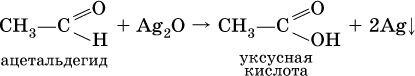 CH₃—C(=O)—H + Ag₂O → CH₃—C(=O)—OH + 2Ag↓
ацетальдегид уксусная
кислота